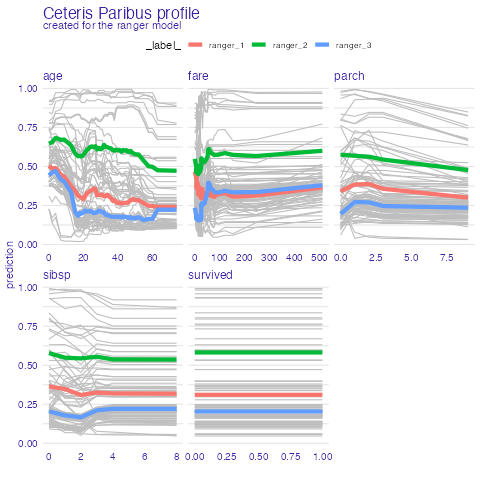 Ceteris Paribus profile
created for the ranger model
_label_ ranger_1 ranger_2 ranger_3
age fare parch
1.00
0.75
0.50
0.25
0.00
0 20 40 60 0 100 200 300 400 500 0.0 2.5 5.0 7.5
prediction
sibsp survived
1.00
0.75
0.50
0.25
0.00
0 2 4 6 8 0.00 0.25 0.50 0.75 1.00